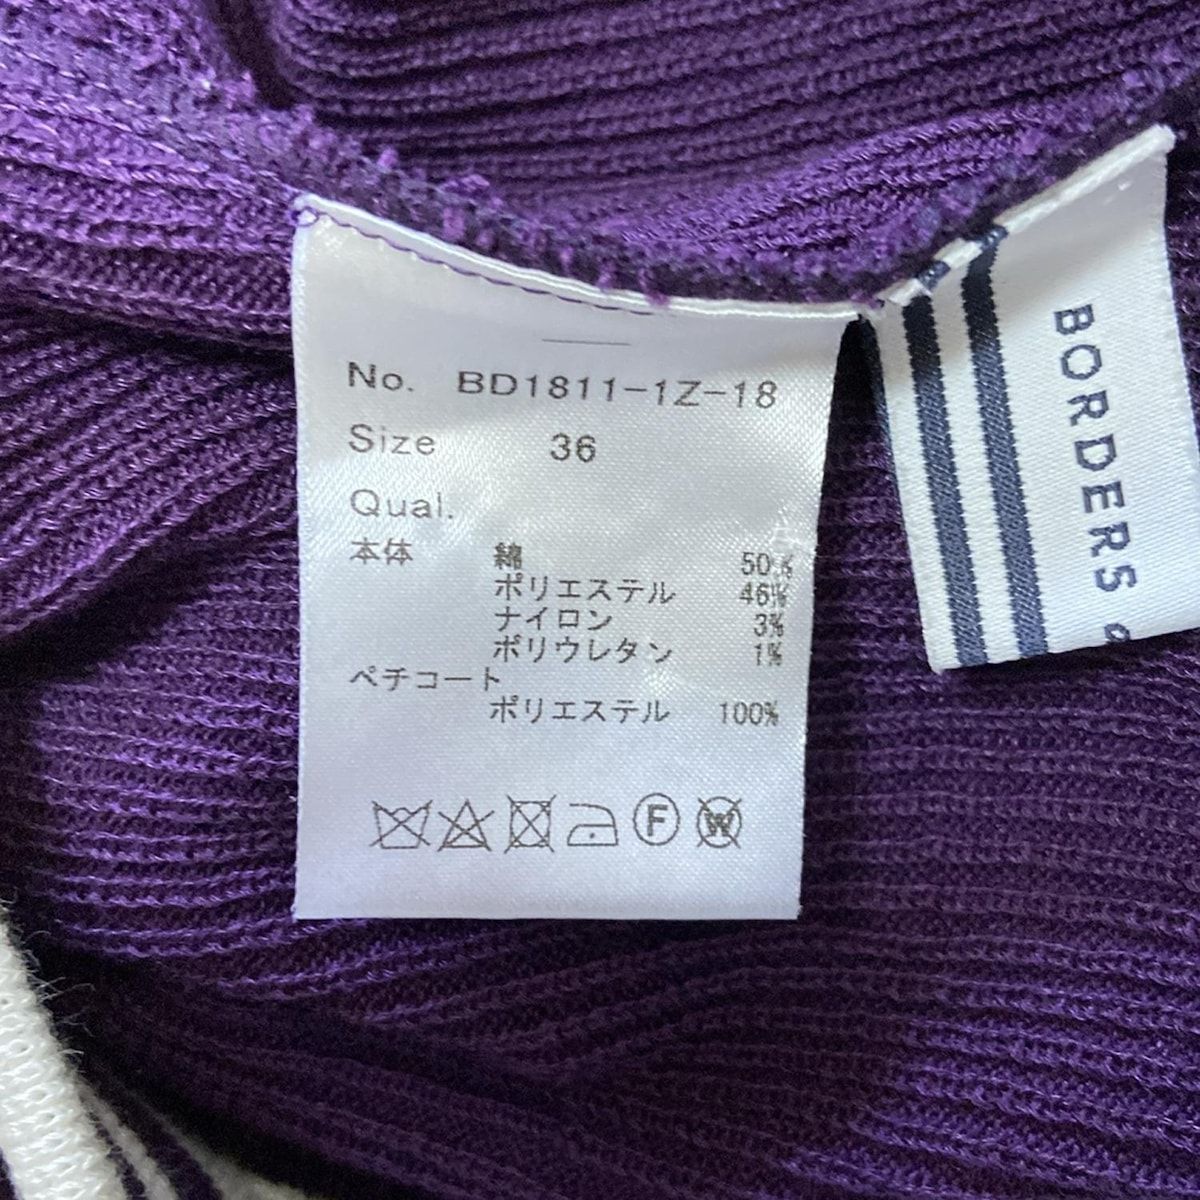 No. BD1811-1Z-18
Size 36
Qual.
本体 綿 50%
ポリエステル 46%
ナイロン 3%
ポリウレタン 1%
ペチコート
ポリエステル 100%
F W
BORDERS